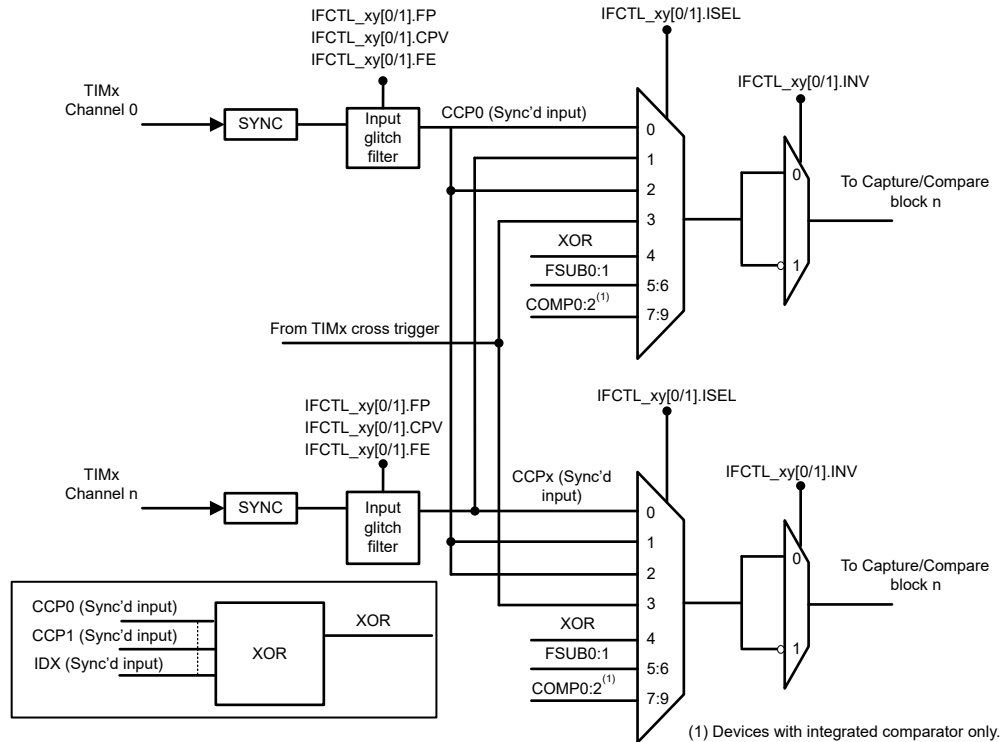 IFCTL_xy[0/1].FP
IFCTL_xy[0/1].CPV
IFCTL_xy[0/1].FE
IFCTL_xy[0/1].ISEL
IFCTL_xy[0/1].INV
TIMx
Channel 0
SYNC
Input
glitch
filter
CCP0 (Sync'd input)
0
1
2
3
XOR
4
FSUB0:1
5:6
COMP0:2(1)
7:9
0
1
To Capture/Compare
block n
From TIMx cross trigger
IFCTL_xy[0/1].FP
IFCTL_xy[0/1].CPV
IFCTL_xy[0/1].FE
IFCTL_xy[0/1].ISEL
IFCTL_xy[0/1].INV
TIMx
Channel n
SYNC
Input
glitch
filter
CCPx (Sync'd
input)
0
1
2
3
XOR
4
FSUB0:1
5:6
COMP0:2(1)
7:9
0
1
To Capture/Compare
block n
CCP0 (Sync'd input)
CCP1 (Sync'd input)
IDX (Sync'd input)
XOR
XOR
(1) Devices with integrated comparator only.